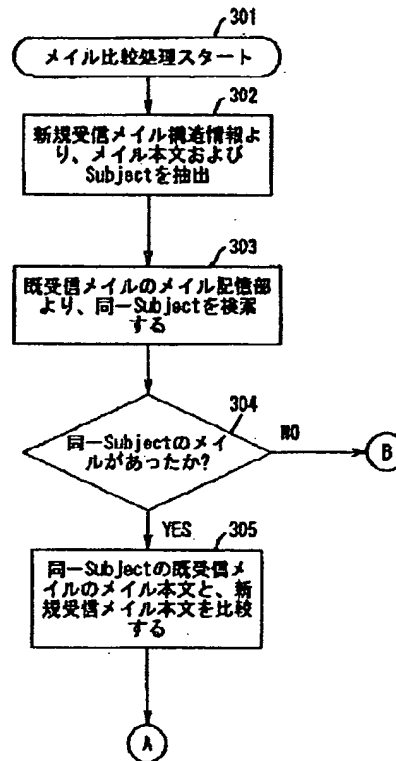 301
メイル比較処理スタート
302
新規受信メイル構造情報よ
り、メイル本文および
Subjectを抽出
303
既受信メイルのメイル記憶部
より、同一Subjectを検索
する
304
同一Subjectのメイ
ルがあったか?
NO
B
YES
305
同一Subjectの既受信メ
イルのメイル本文と、新
規受信メイル本文を比較
する
A